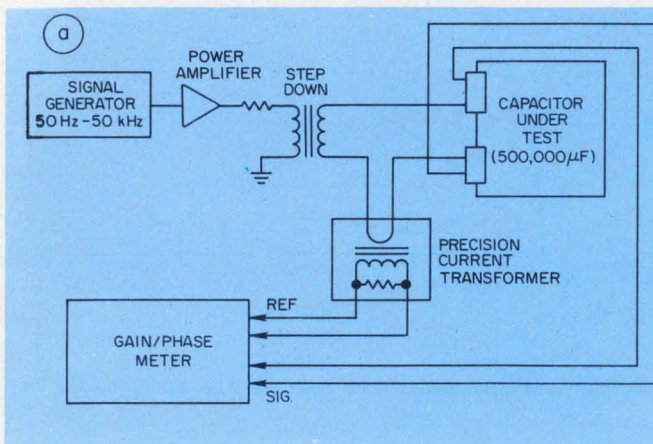 a
POWER
AMPLIFIER
STEP
DOWN
SIGNAL
GENERATOR
50 Hz – 50 kHz
CAPACITOR
UNDER
TEST
(500,000μF)
PRECISION
CURRENT
TRANSFORMER
REF
GAIN/PHASE
METER
SIG.